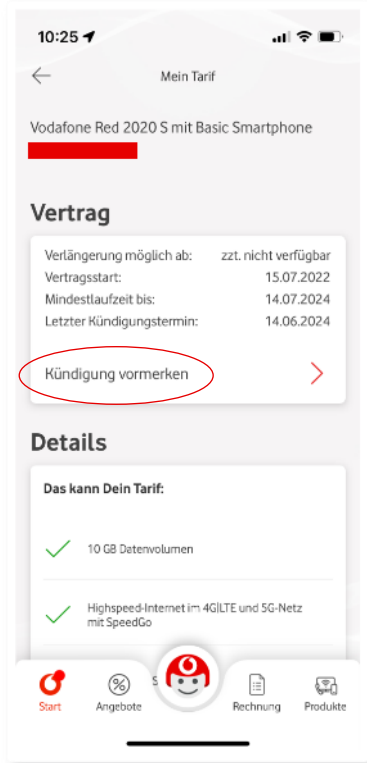 10:25
Mein Tarif
Vodafone Red 2020 S mit Basic Smartphone
Vertrag
Verlängerung möglich ab: zzt. nicht verfügbar
Vertragsstart: 15.07.2022
Mindestlaufzeit bis: 14.07.2024
Letzter Kündigungstermin: 14.06.2024
Kündigung vormerken
Details
Das kann Dein Tarif:
10 GB Datenvolumen
Highspeed-Internet im 4G|LTE und 5G-Netz
mit SpeedGo
S
Start Angebote Rechnung Produkte